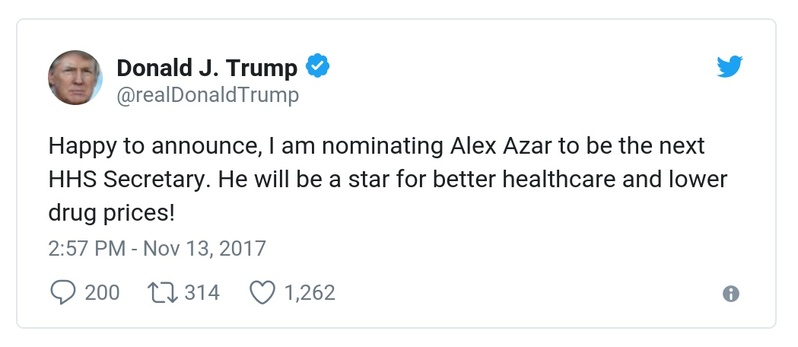 Donald J. Trump
@realDonaldTrump
Happy to announce, I am nominating Alex Azar to be the next
HHS Secretary. He will be a star for better healthcare and lower
drug prices!
2:57 PM - Nov 13, 2017
200 314 1,262